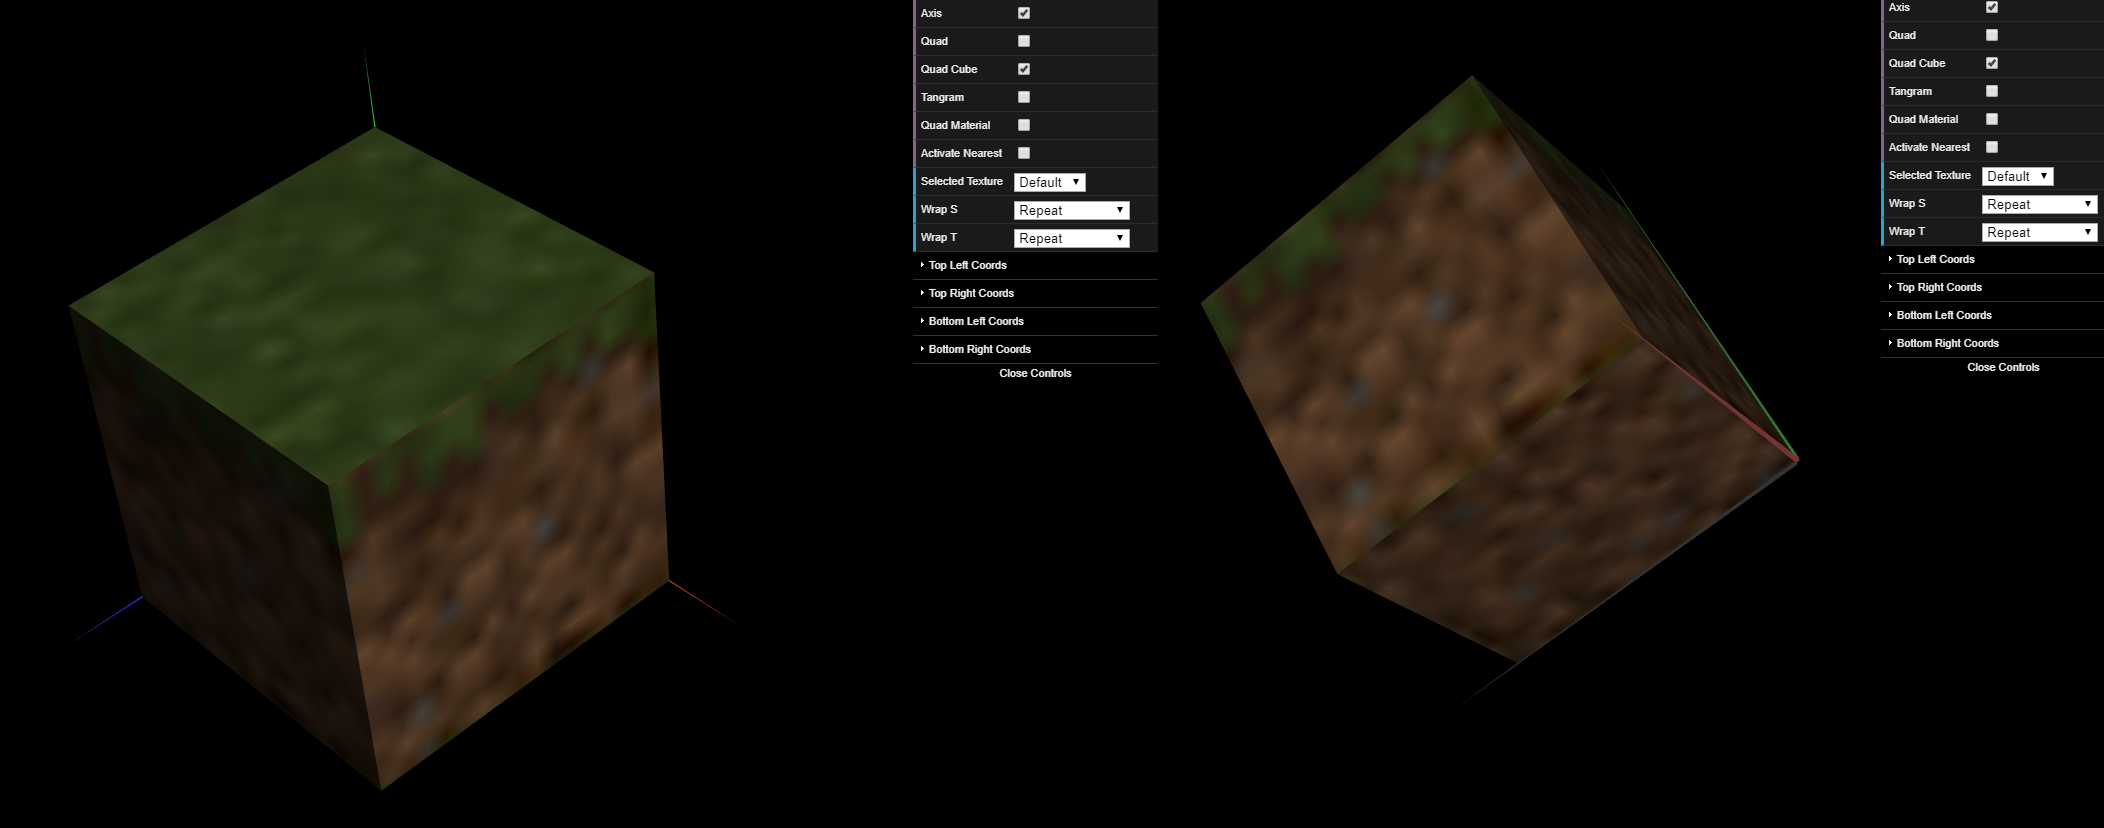 Axis
Quad
Quad Cube
Tangram
Quad Material
Activate Nearest
Selected Texture Default
Wrap S Repeat
Wrap T Repeat
Top Left Coords
Top Right Coords
Bottom Left Coords
Bottom Right Coords
Close Controls
Axis
Quad
Quad Cube
Tangram
Quad Material
Activate Nearest
Selected Texture Default
Wrap S Repeat
Wrap T Repeat
Top Left Coords
Top Right Coords
Bottom Left Coords
Bottom Right Coords
Close Controls